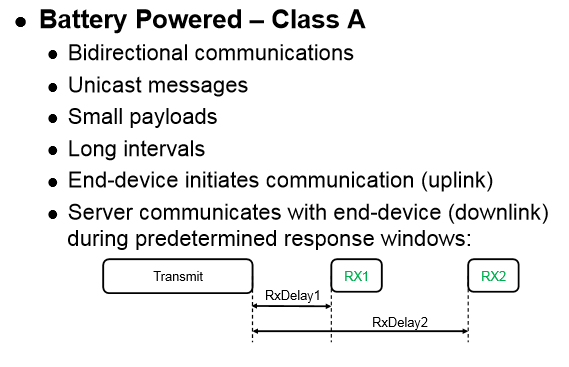 Battery Powered – Class A
Bidirectional communications
Unicast messages
Small payloads
Long intervals
End-device initiates communication (uplink)
Server communicates with end-device (downlink)
during predetermined response windows:
Transmit
RX1
RX2
RxDelay1
RxDelay2